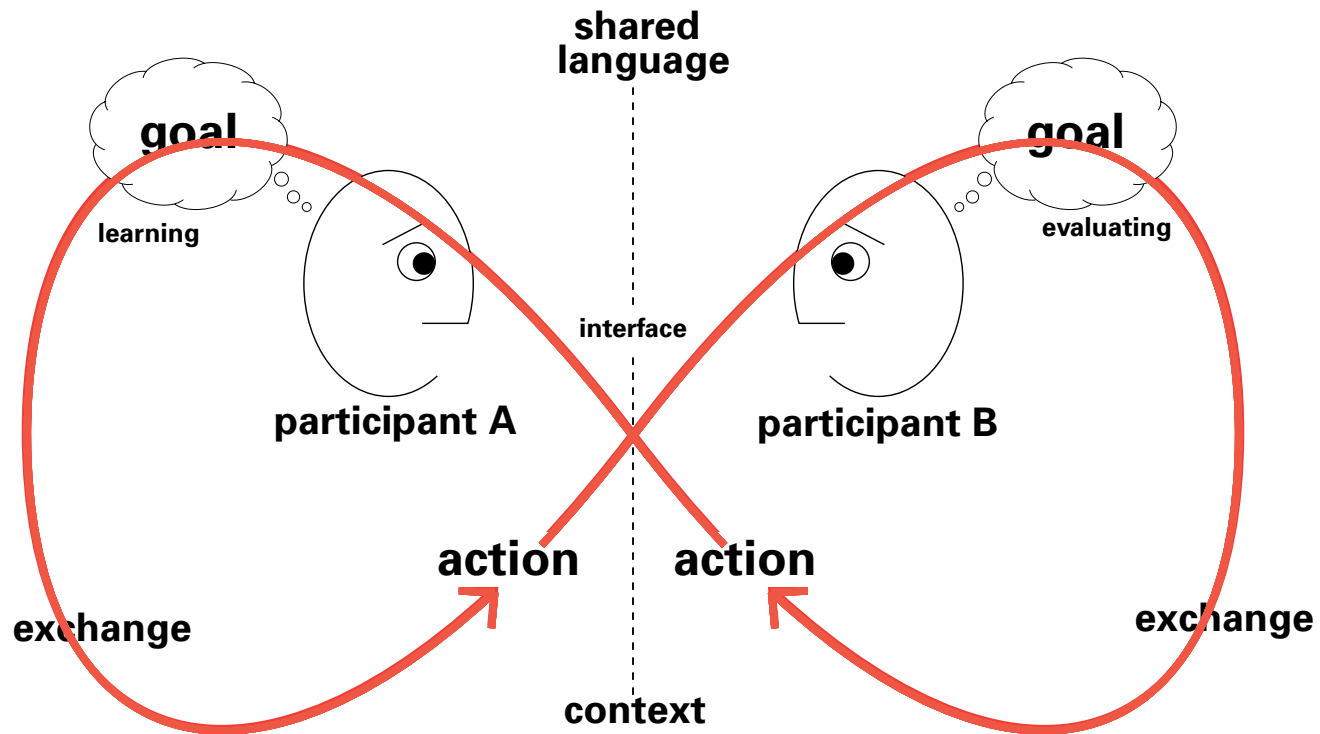 shared
language
goal
goal
learning
evaluating
interface
participant A
participant B
action
action
exchange
exchange
context